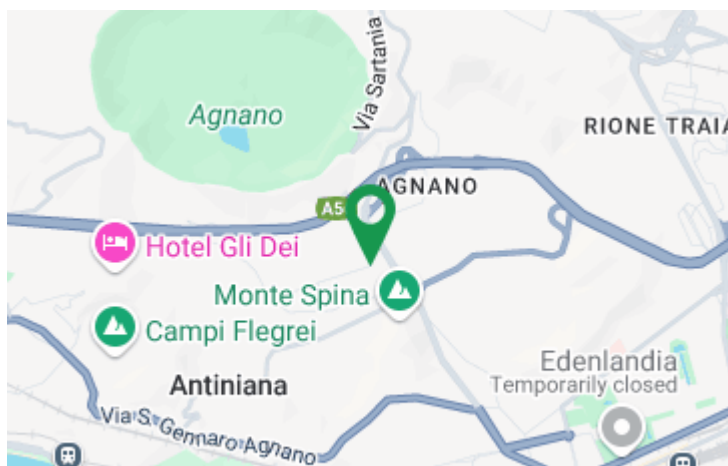 Agnano
Via Sartania
RIONE TRAIA
AGNANO
A5
Hotel Gli Dei
Monte Spina
Campi Flegrei
Edenlandia
Temporarily closed
Antiniana
Via S. Gennaro Agnano